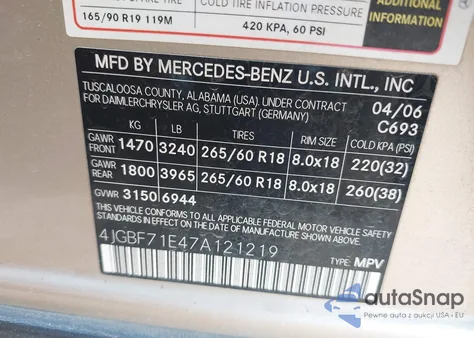 165/90 R19 119M
COLD TIRE INFLATION PRESSURE
420 KPA, 60 PSI
ADDITIONAL
INFORMATION
MFD BY MERCEDES-BENZ U.S. INTL., INC
TUSCALOOSA COUNTY, ALABAMA (USA). UNDER CONTRACT
FOR DAIMLERCHRYSLER AG, STUTTGART (GERMANY)
04/06
C693
KG LB TIRES RIM SIZE COLD KPA (PSI)
GAWR
FRONT 1470 3240 265/60 R18 8.0x18 220(32)
GAWR
REAR 1800 3965 265/60 R18 8.0x18 260(38)
GVWR 3150 6944
THIS VEHICLE CONFORMS TO ALL APPLICABLE FEDERAL MOTOR VEHICLE
SAFETY, BUMPER AND THEFT PREVENTION STANDARDS IN EFFECT ON THE
DATE OF MANUFACTURE SHOWN ABOVE
4JGBF71E47A121219
TYPE: MPV
autoSnap
Pewne auta z aukcji USA • EU